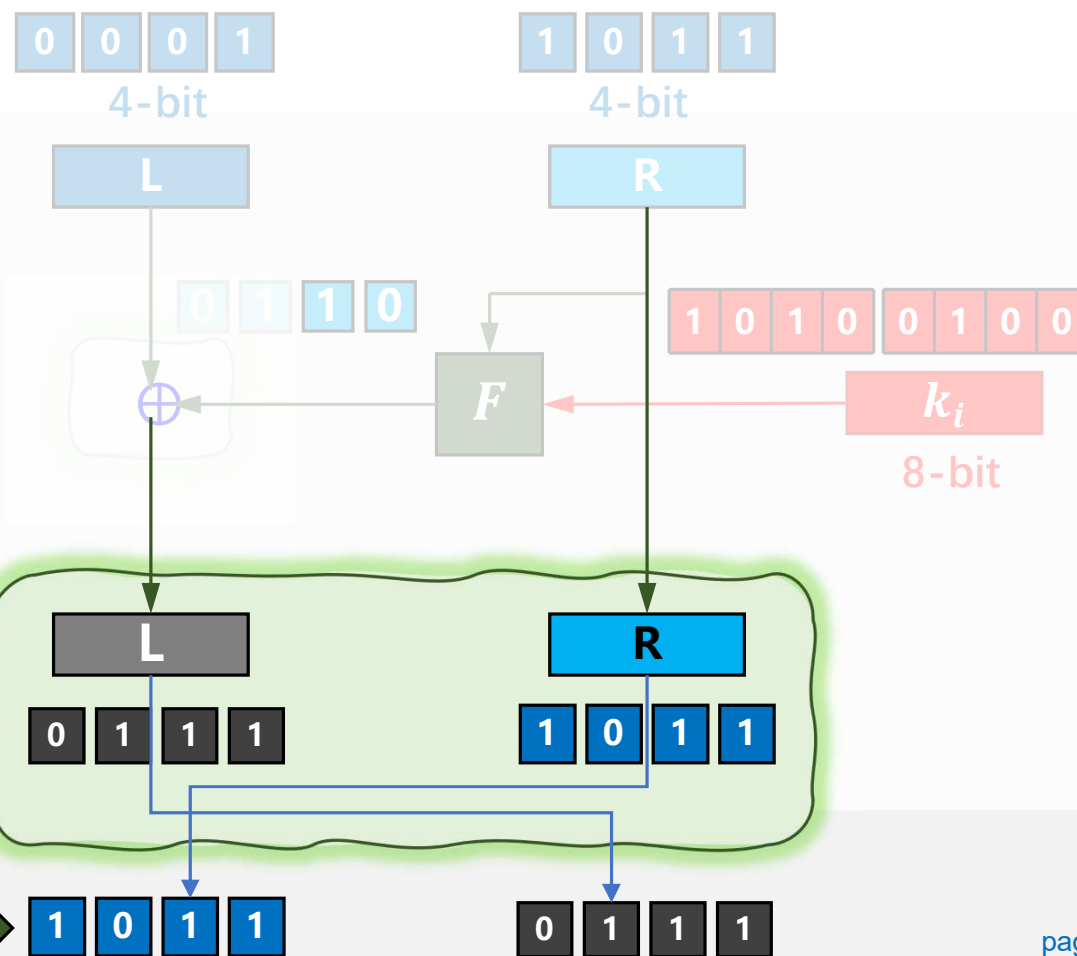 0 0 0 1 1 0 1 1
4-bit 4-bit
L R
0 1 1 0
1 0 1 0 0 1 0 0
⊕ F k_i
8-bit
L R
0 1 1 1 1 0 1 1
1 0 1 1 0 1 1 1
pag